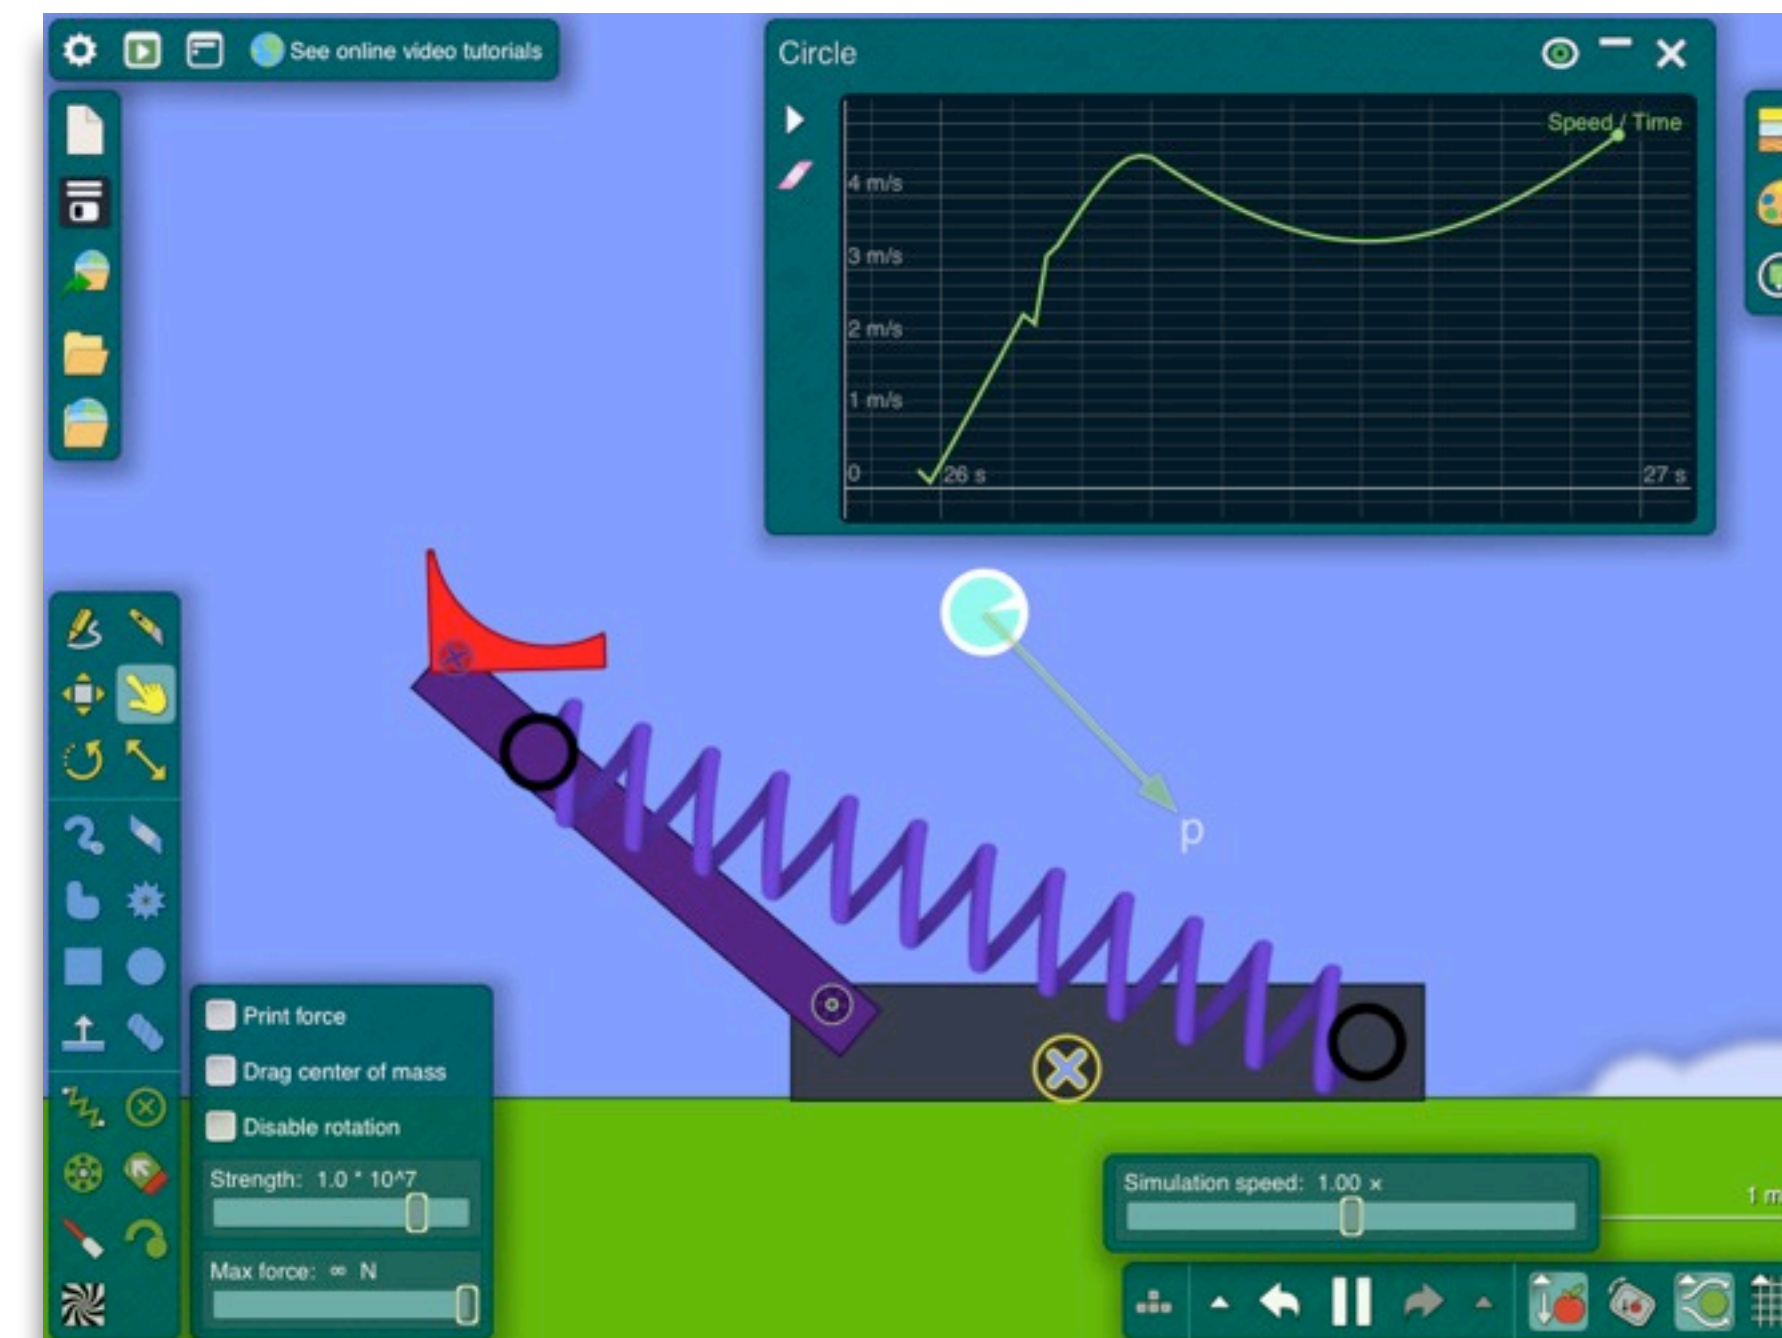 See online video tutorials
Circle
Speed / Time
4 m/s
3 m/s
2 m/s
1 m/s
0
26 s
27 s
p
Print force
Drag center of mass
Disable rotation
Strength: 1.0 * 10^7
Max force: ∞ N
Simulation speed: 1.00 ×
1 m